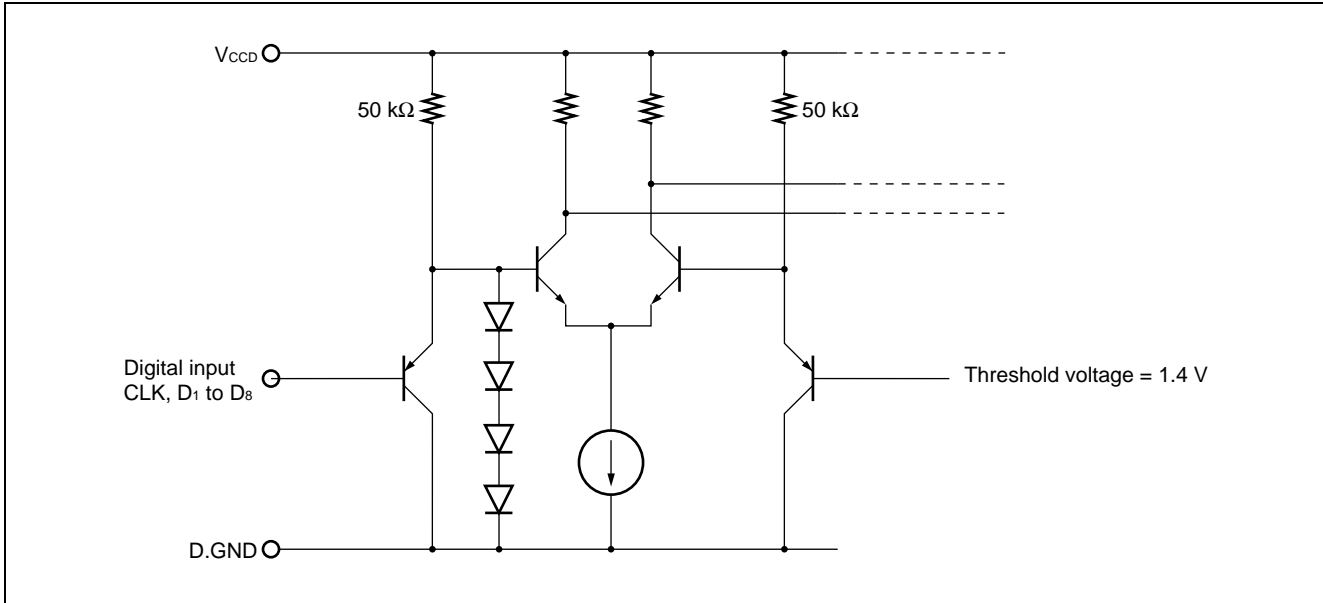 VCCD
50 kΩ
50 kΩ
Digital input
CLK, D1 to D8
Threshold voltage = 1.4 V
D.GND